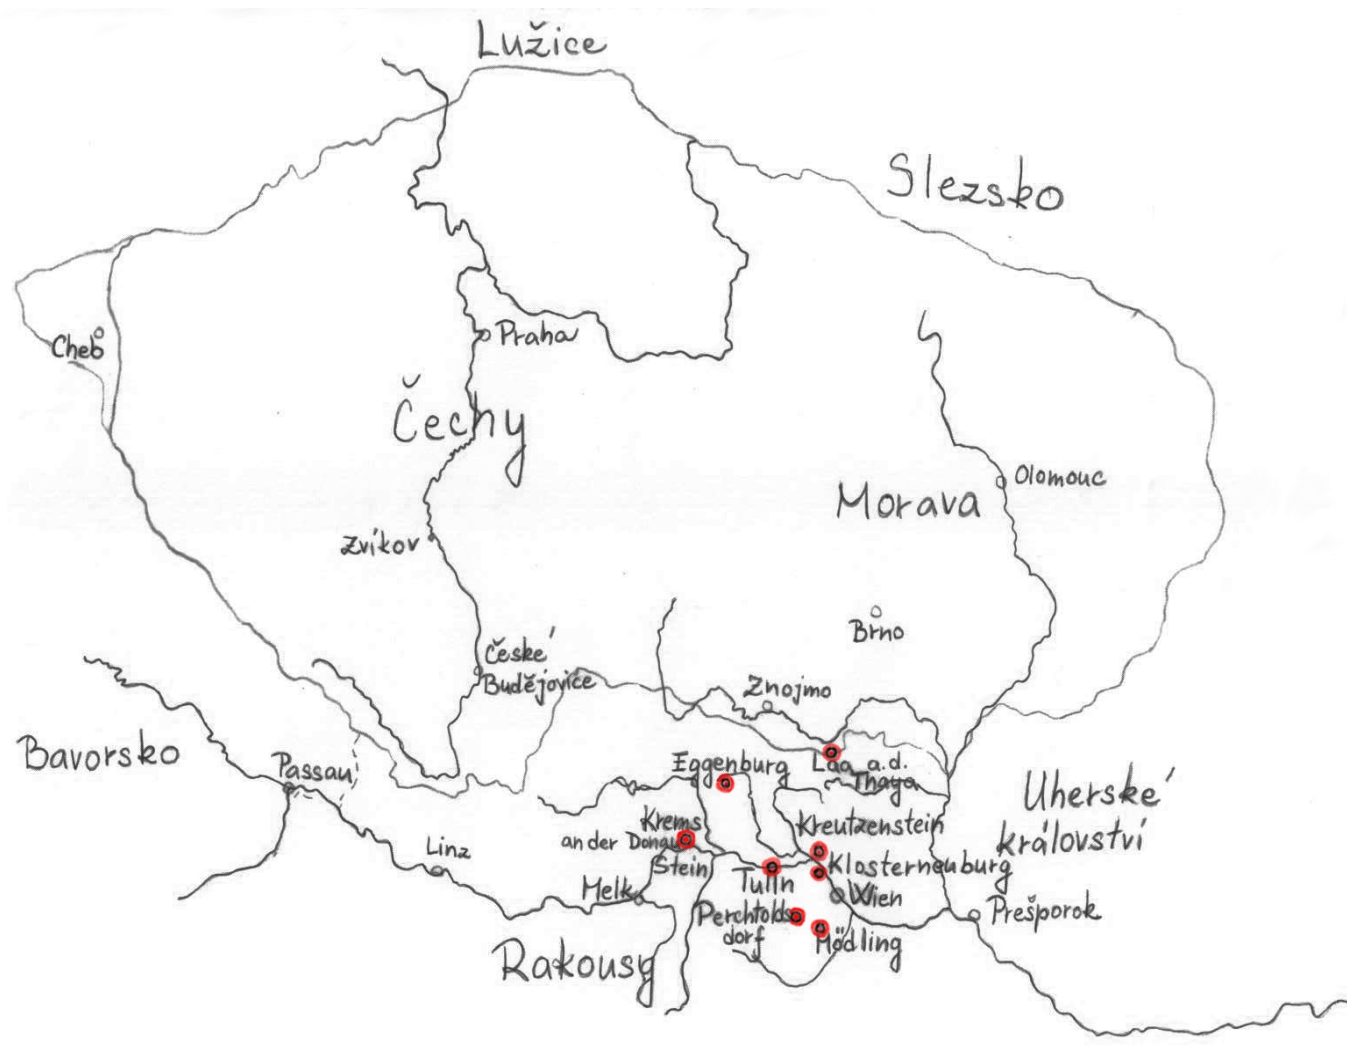 Lužice
Slezsko
Cheb
Praha
Čechy
Olomouc
Morava
Zvíkov
Brno
České
Budějovice
Znojmo
Bavorsko
Passau
Eggenburg
Laa a.d.
Thaya
Uherské
království
Krems
an der Donau
Stein
Kreutzenstein
Linz
Klosterneuburg
Tulln
Melk
Wien
Perchtolds
dorf
Prešporok
Mödling
Rakousy